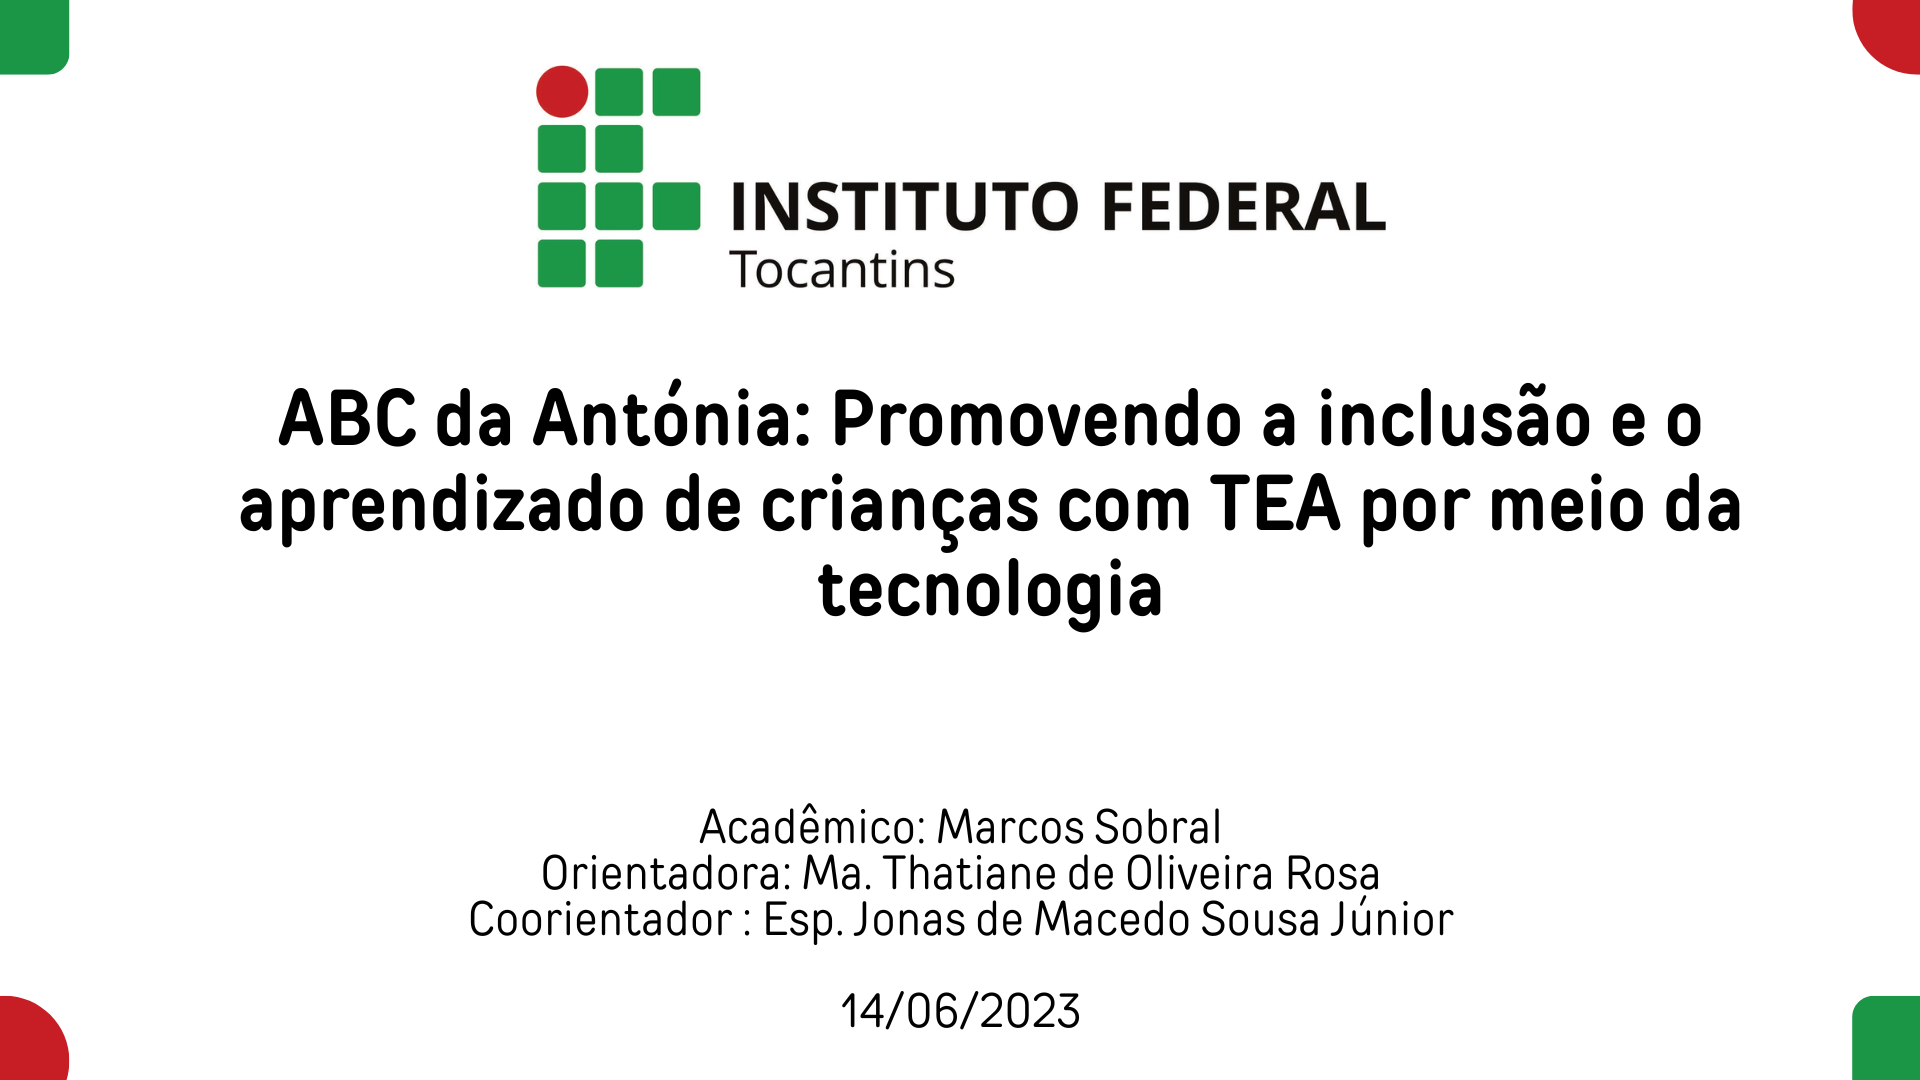 INSTITUTO FEDERAL
Tocantins
ABC da Antónia: Promovendo a inclusão e o
aprendizado de crianças com TEA por meio da
tecnologia
Acadêmico: Marcos Sobral
Orientadora: Ma. Thatiane de Oliveira Rosa
Coorientador : Esp. Jonas de Macedo Sousa Júnior
14/06/2023